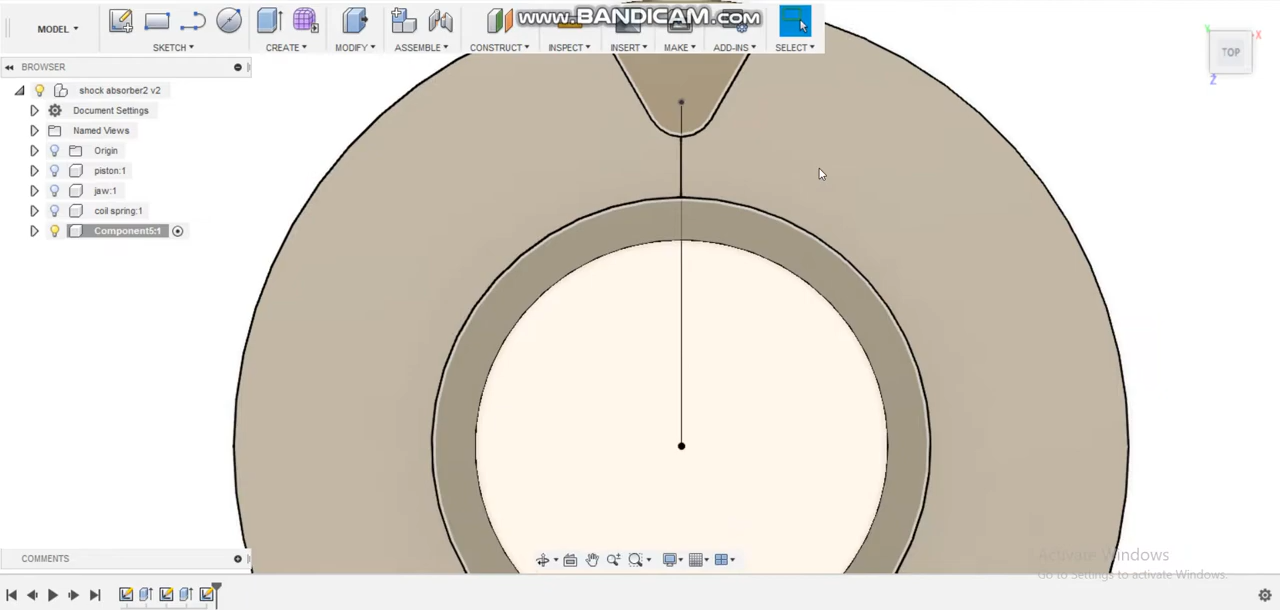 www.BANDICAM.com
MODEL
SKETCH
CREATE
MODIFY
ASSEMBLE
CONSTRUCT
INSPECT
INSERT
MAKE
ADD-INS
SELECT
BROWSER
shock absorber2 v2
Document Settings
Named Views
Origin
piston:1
jaw:1
coil spring:1
Component5:1
TOP
X
Y
Z
COMMENTS
Activate Windows
Go to Settings to activate Windows.